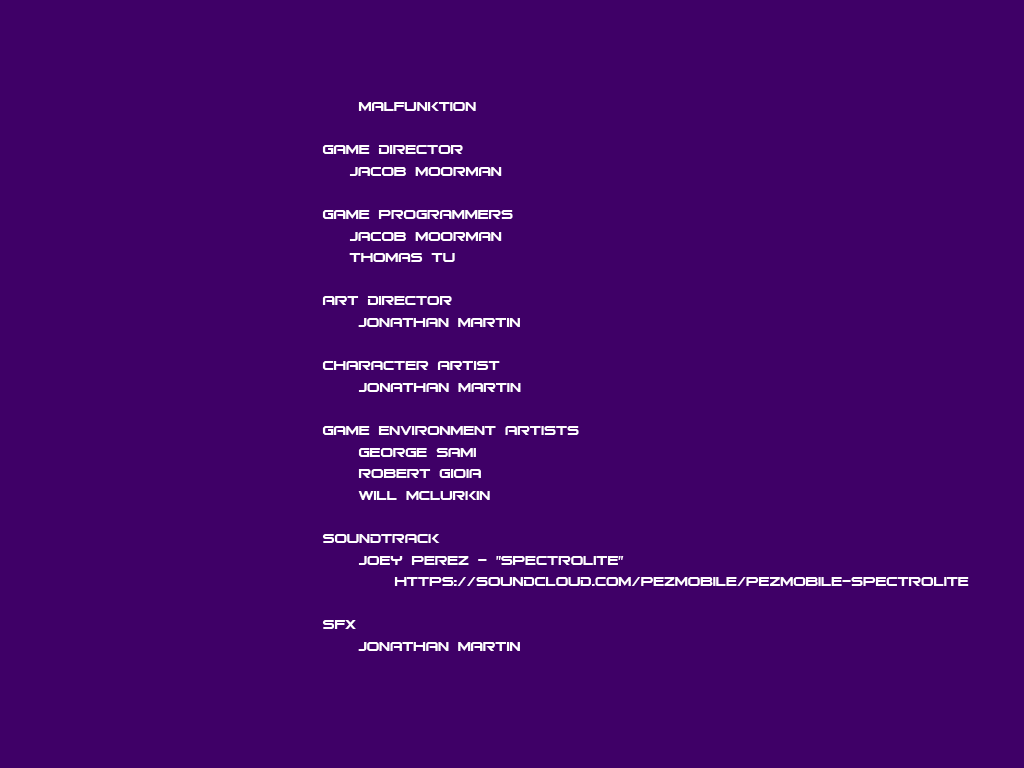 MALFUNKTION
GAME DIRECTOR
JACOB MOORMAN
GAME PROGRAMMERS
JACOB MOORMAN
THOMAS TU
ART DIRECTOR
JONATHAN MARTIN
CHARACTER ARTIST
JONATHAN MARTIN
GAME ENVIRONMENT ARTISTS
GEORGE SAMI
ROBERT GIOIA
WILL MCLURKIN
SOUNDTRACK
JOEY PEREZ - "SPECTROLITE"
HTTPS://SOUNDCLOUD.COM/PEZMOBILE/PEZMOBILE-SPECTROLITE
SFX
JONATHAN MARTIN